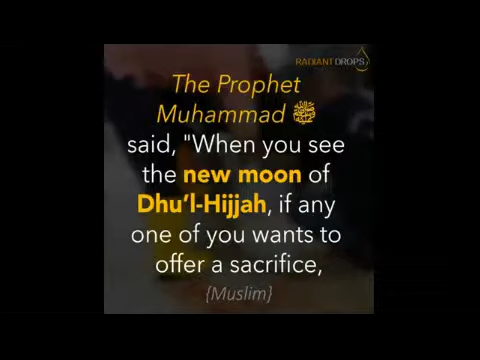 RADIANT DROPS
The Prophet
Muhammad ﷺ
said, "When you see
the new moon of
Dhu'l-Hijjah, if any
one of you wants to
offer a sacrifice,
{Muslim}